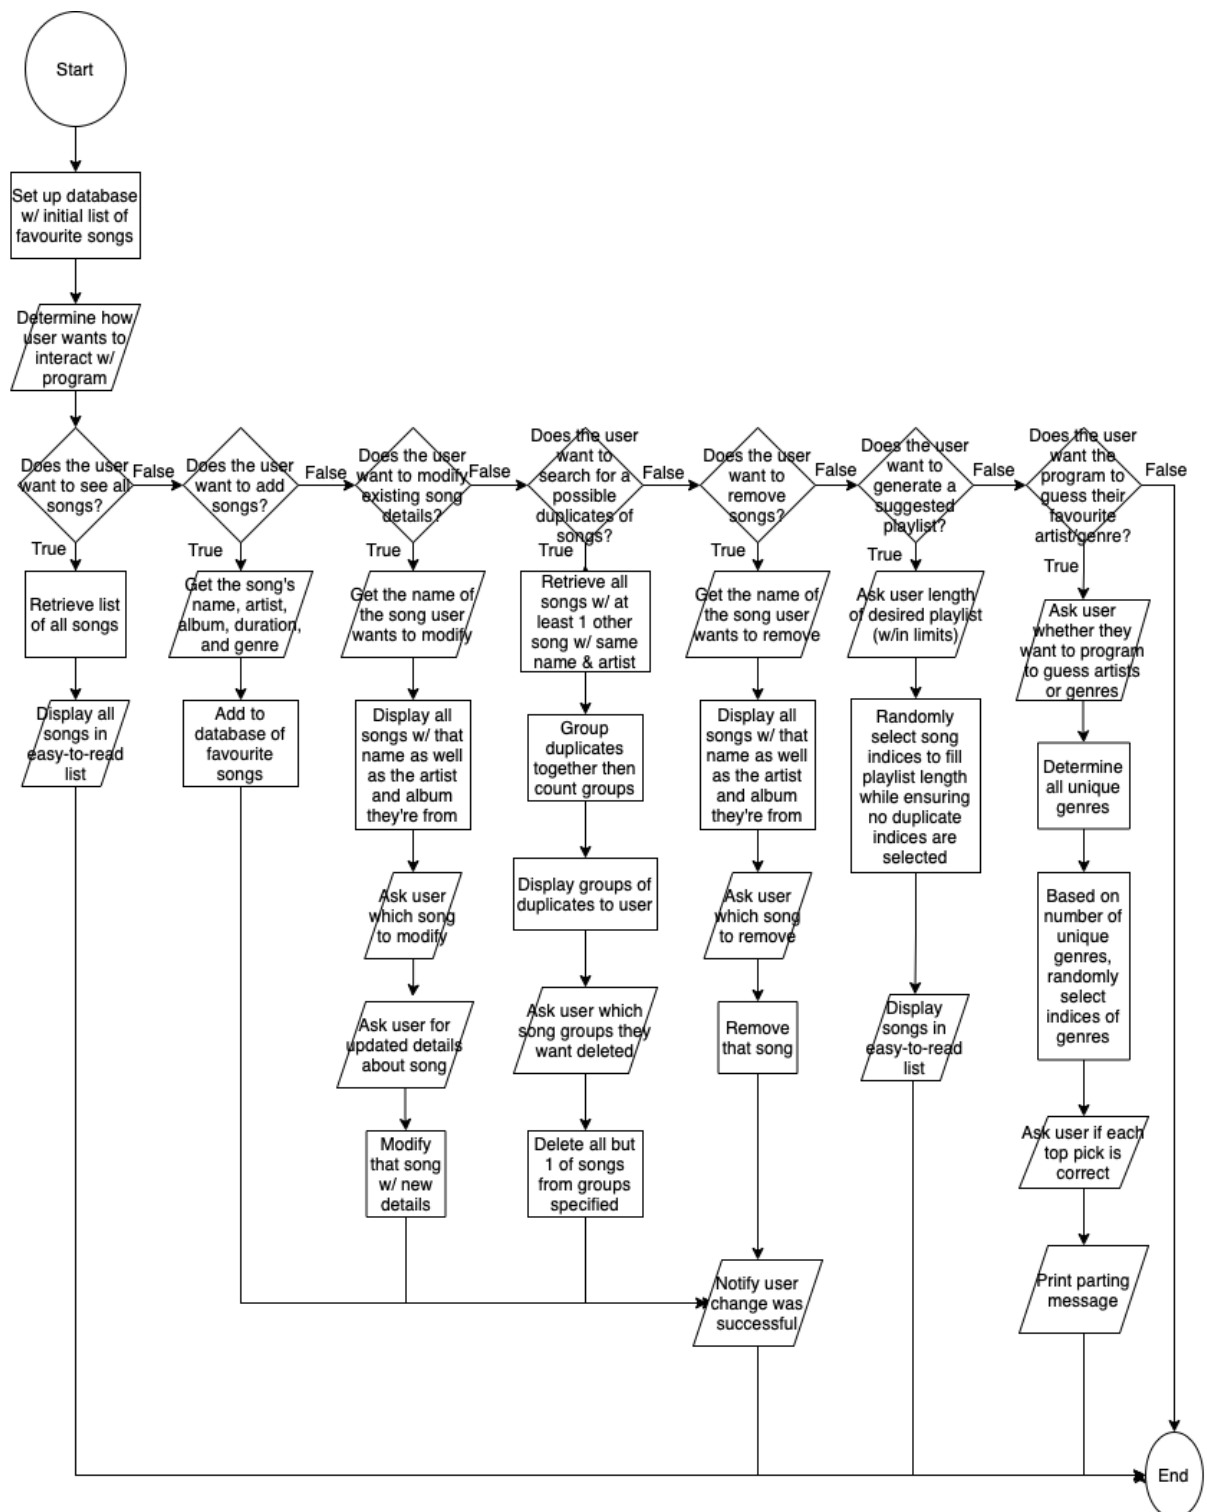 Start
Set up database
w/ initial list of
favourite songs
Determine how
user wants to
interact w/
program
Does the user
want to see all
songs?
False
True
Retrieve list
of all songs
Display all
songs in
easy-to-read
list
Does the user
want to add
songs?
False
True
Get the song's
name, artist,
album, duration,
and genre
Add to
database of
favourite
songs
Does the user
want to modify
existing song
details?
False
True
Get the name of
the song user
wants to modify
Display all
songs w/ that
name as well
as the artist
and album
they're from
Ask user
which song
to modify
Ask user for
updated details
about song
Modify
that song
w/ new
details
Does the user
want to
search for a
possible
duplicates of
songs?
False
True
Retrieve all
songs w/ at
least 1 other
song w/ same
name & artist
Group
duplicates
together then
count groups
Display groups of
duplicates to user
Ask user which
song groups they
want deleted
Delete all but
1 of songs
from groups
specified
Does the user
want to
remove
songs?
False
True
Get the name of
the song user
wants to remove
Display all
songs w/ that
name as well
as the artist
and album
they're from
Ask user
which song
to remove
Remove
that song
Notify user
change was
successful
Does the user
want to
generate a
suggested
playlist?
False
True
Ask user length
of desired playlist
(w/in limits)
Randomly
select song
indices to fill
playlist length
while ensuring
no duplicate
indices are
selected
Display
songs in
easy-to-read
list
Does the user
want the
program to
guess their
favourite
artist/genre?
False
True
Ask user
whether they
want to program
to guess artists
or genres
Determine
all unique
genres
Based on
number of
unique
genres,
randomly
select
indices of
genres
Ask user if each
top pick is
correct
Print parting
message
End